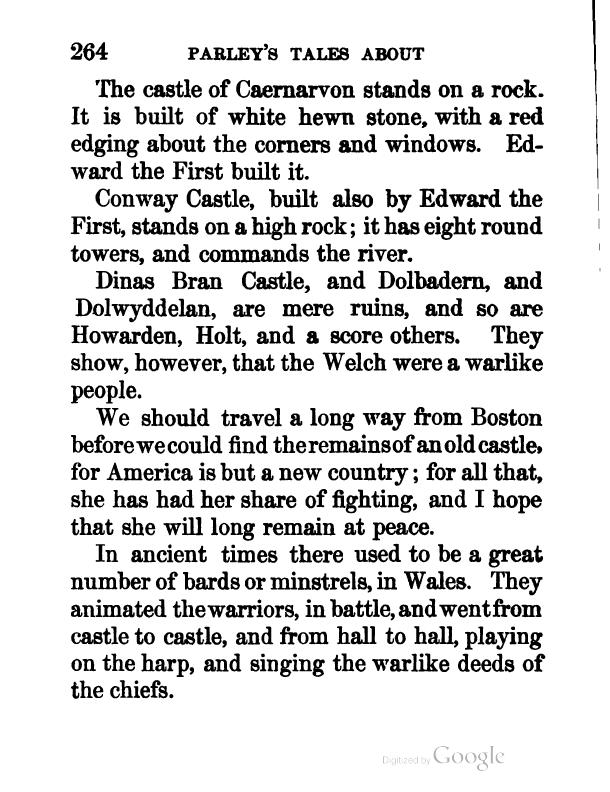 264 PARLEY'S TALES ABOUT
The castle of Caernarvon stands on a rock.
It is built of white hewn stone, with a red
edging about the corners and windows. Ed-
ward the First built it.
Conway Castle, built also by Edward the
First, stands on a high rock; it has eight round
towers, and commands the river.
Dinas Bran Castle, and Dolbadern, and
Dolwyddelan, are mere ruins, and so are
Howarden, Holt, and a score others. They
show, however, that the Welch were a warlike
people.
We should travel a long way from Boston
before we could find the remains of an old castle,
for America is but a new country; for all that,
she has had her share of fighting, and I hope
that she will long remain at peace.
In ancient times there used to be a great
number of bards or minstrels, in Wales. They
animated the warriors, in battle, and went from
castle to castle, and from hall to hall, playing
on the harp, and singing the warlike deeds of
the chiefs.
Digitized by Google